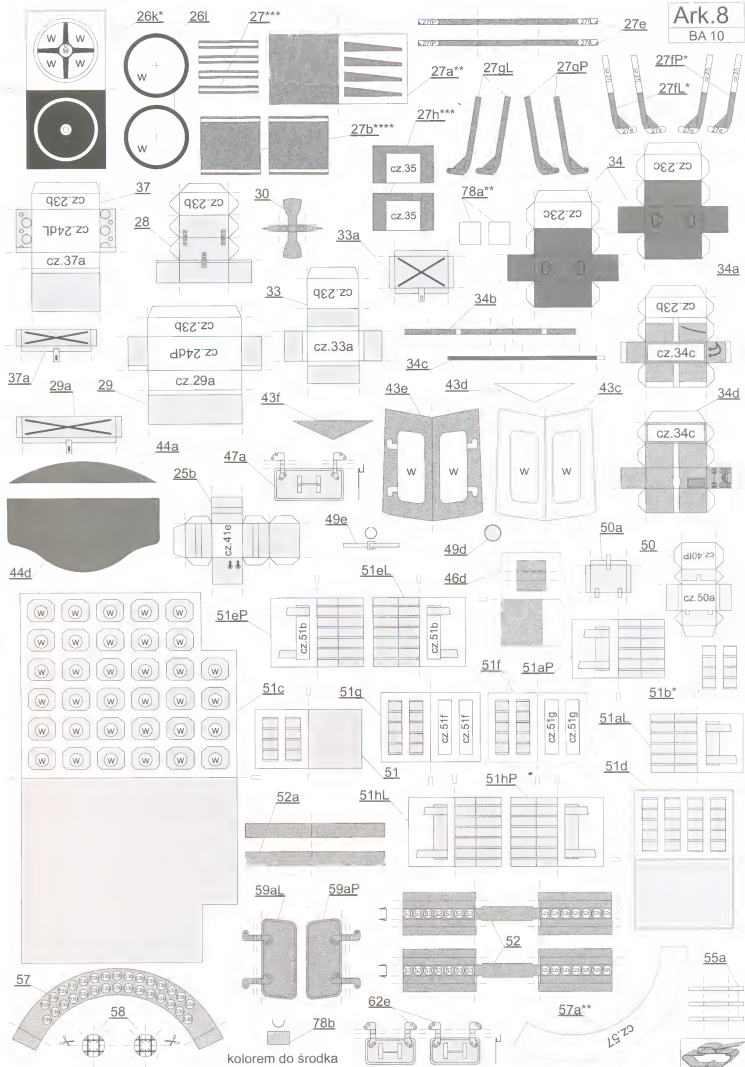 Ark.8
BA 10
26k*
26l
27***
27a**
27b****
27e
27gL
27gP
27fP*
27fL*
27h***
cz.35
cz.35
W
W
W
W
W
W
37
cz.23b
cz.24dL
cz.37a
28
cz.23b
30
33a
78a**
cz.23c
34
cz.23c
34a
33
cz.23b
cz.33a
34b
34c
cz.23b
cz.34c
37a
29a
29
cz.23b
cz.24dP
cz.29a
43f
43e
43d
43c
W
W
W
W
34d
cz.34c
44a
44d
25b
cz.41e
47a
49e
49d
46d
50a
50
cz.40fP
cz.50a
51eP
51eL
cz.51b
cz.51b
51aP
51b*
51c
51g
51f
cz.51f
cz.51f
cz.51g
cz.51g
51
51aL
51d
52a
51hL
51hP
59aL
59aP
52
57
58
78b
kolorem do środka
62e
57a**
cz.57
55a